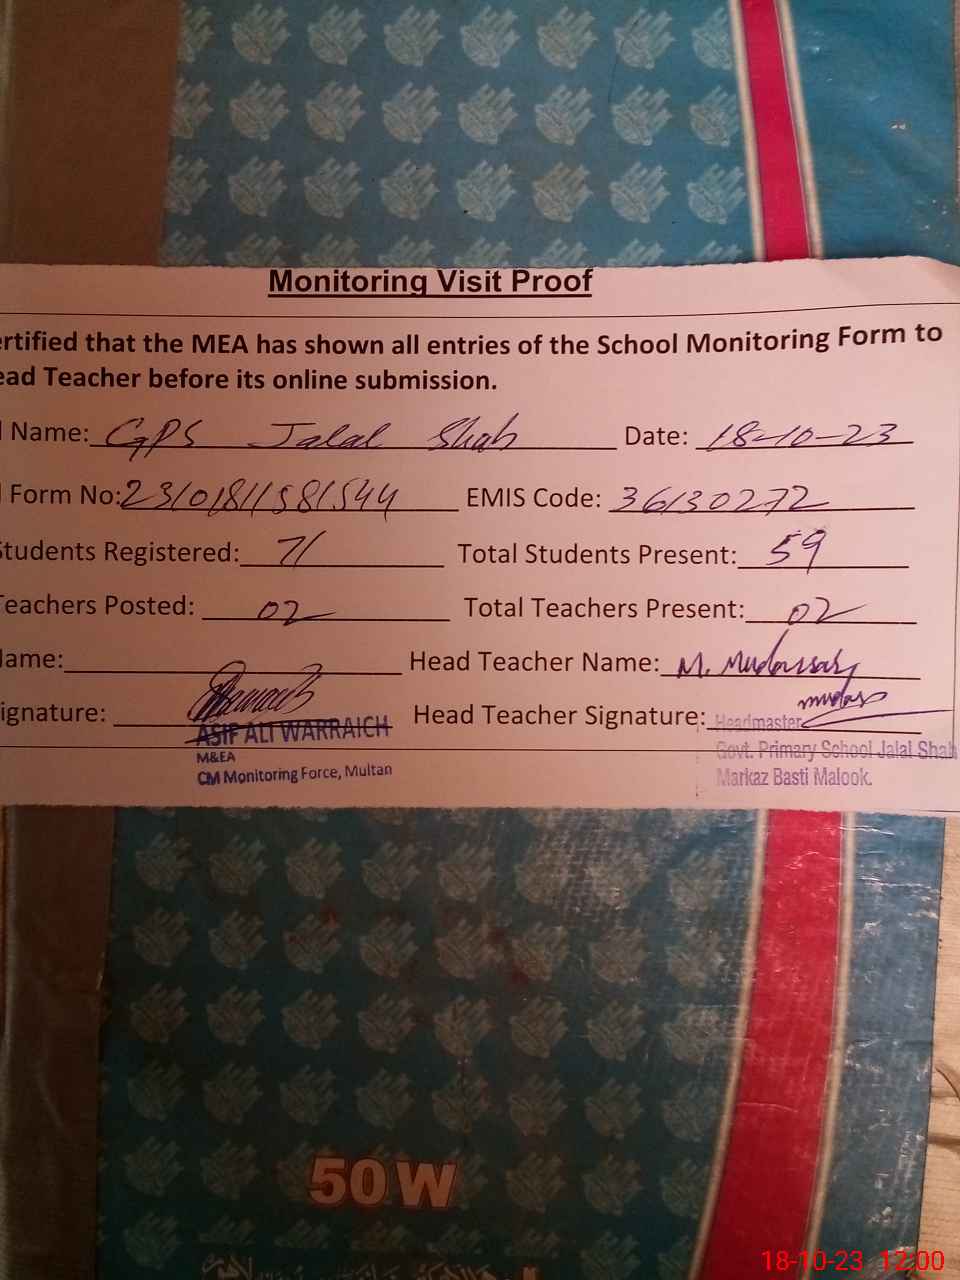 Monitoring Visit Proof
ertified that the MEA has shown all entries of the School Monitoring Form to
ead Teacher before its online submission.
l Name: GPS Jalal Shah Date: 18-10-23
l Form No: 231018/1581544 EMIS Code: 36130272
Students Registered: 71 Total Students Present: 59
Teachers Posted: 02 Total Teachers Present: 02
lame: Head Teacher Name: M. Mudassar
ignature: Head Teacher Signature:
ASIF ALI WARRAICH
M&EA
CM Monitoring Force, Multan
Headmaster
Govt. Primary School Jalal Shah
Markaz Basti Malook.
50 W
18-10-23 12:00